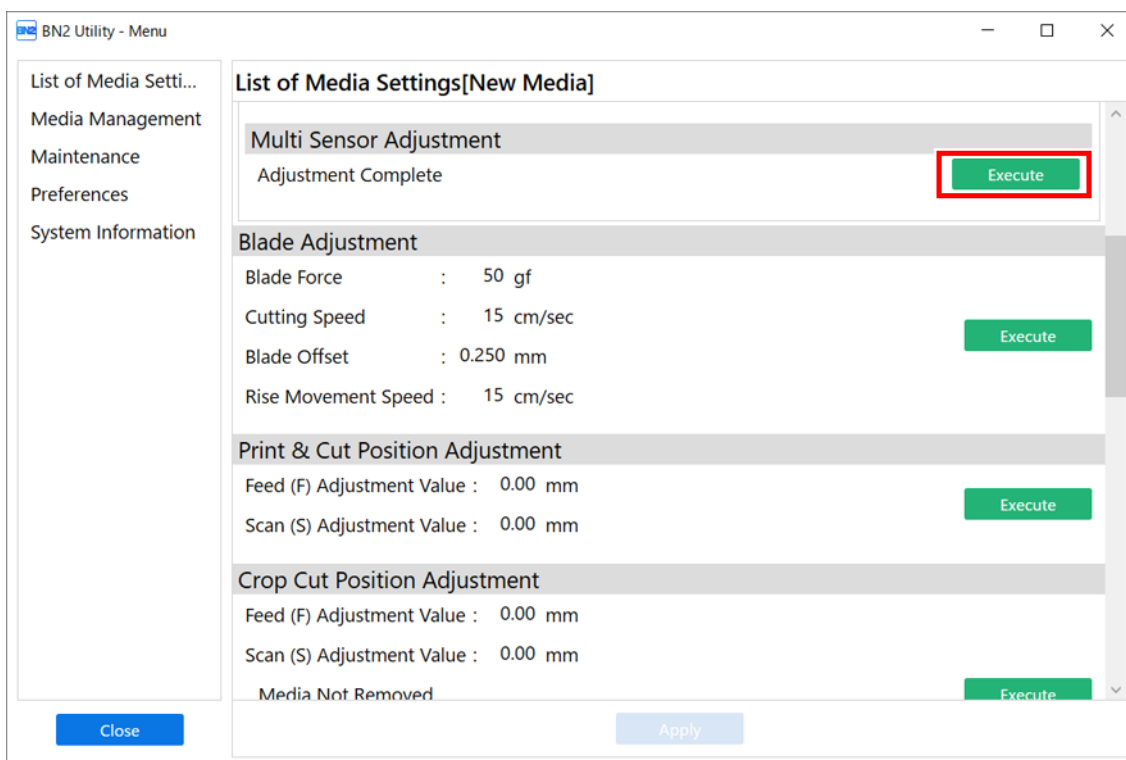 BN2 BN2 Utility - Menu
List of Media Setti...
Media Management
Maintenance
Preferences
System Information
Close
List of Media Settings[New Media]
Multi Sensor Adjustment
Adjustment Complete Execute
Blade Adjustment
Blade Force : 50 gf
Cutting Speed : 15 cm/sec
Blade Offset : 0.250 mm
Rise Movement Speed : 15 cm/sec
Execute
Print & Cut Position Adjustment
Feed (F) Adjustment Value : 0.00 mm
Scan (S) Adjustment Value : 0.00 mm
Execute
Crop Cut Position Adjustment
Feed (F) Adjustment Value : 0.00 mm
Scan (S) Adjustment Value : 0.00 mm
Media Not Removed Execute
Apply